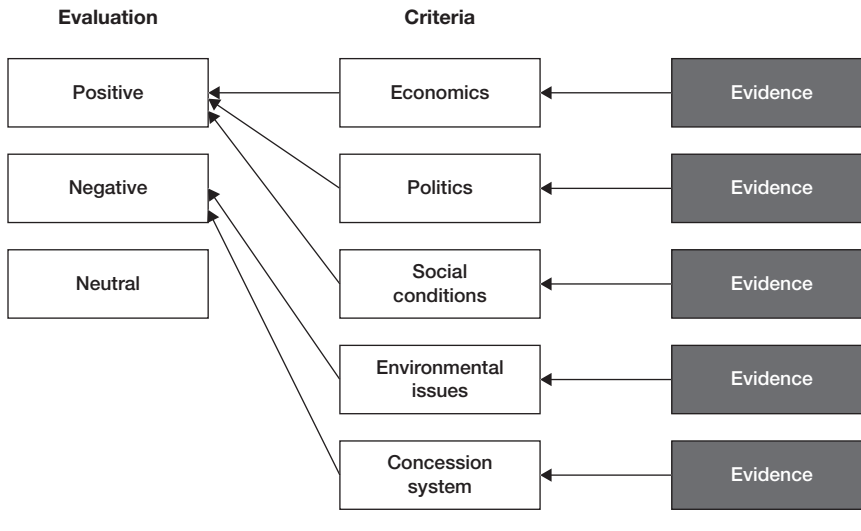 Evaluation
Criteria
Positive
Economics
Evidence
Negative
Politics
Evidence
Neutral
Social
conditions
Evidence
Environmental
issues
Evidence
Concession
system
Evidence